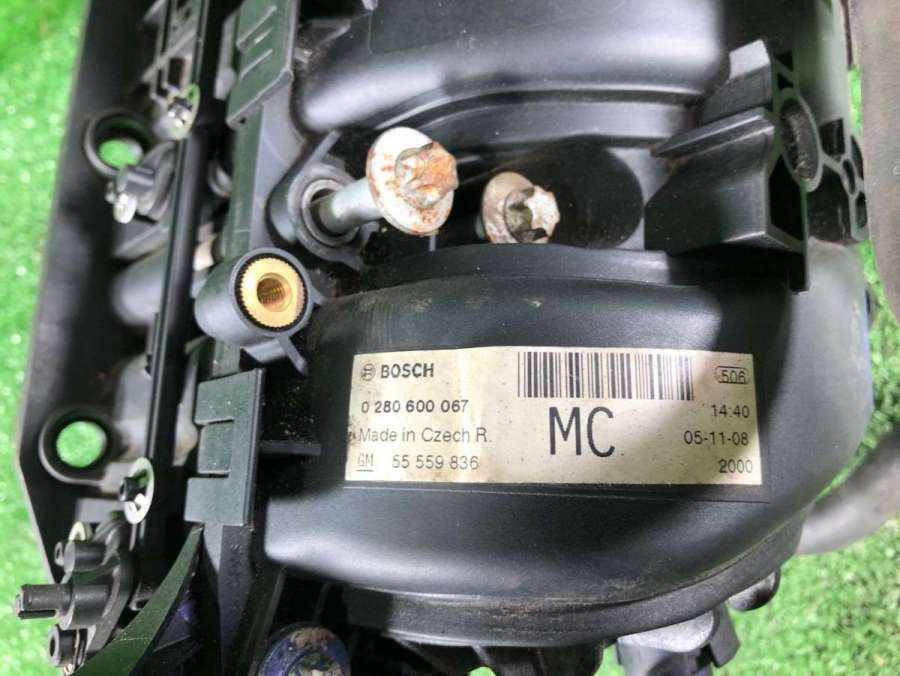 BOSCH
506
0 280 600 067
MC
14:40
Made in Czech R.
05-11-08
GM 55 559 836
2000